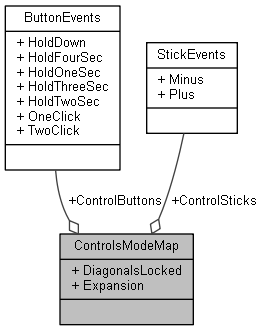 ButtonEvents
+ HoldDown
+ HoldFourSec
+ HoldOneSec
+ HoldThreeSec
+ HoldTwoSec
+ OneClick
+ TwoClick
StickEvents
+ Minus
+ Plus
+ControlButtons
+ControlSticks
ControlsModeMap
+ DiagonalsLocked
+ Expansion